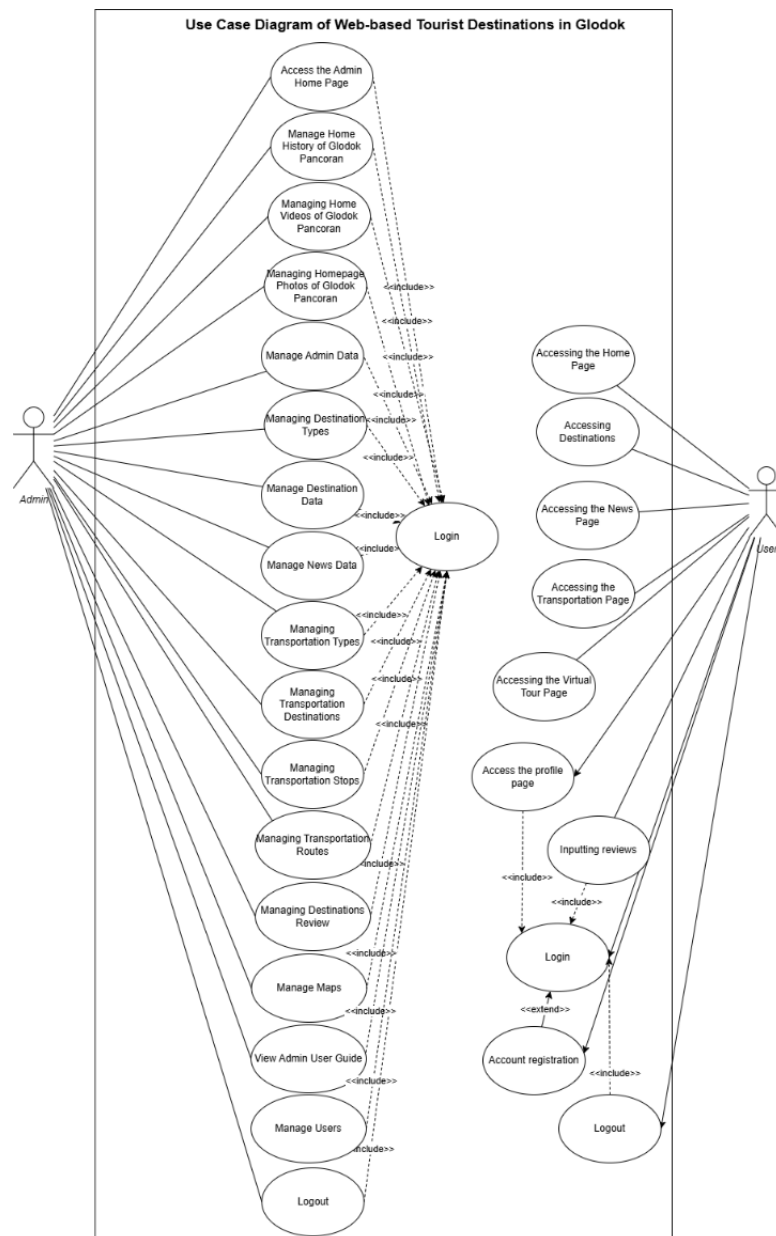 Use Case Diagram of Web-based Tourist Destinations in Glodok
Access the Admin
Home Page
Manage Home
History of Glodok
Pancoran
Managing Home
Videos of Glodok
Pancoran
Managing Homepage
Photos of Glodok
Pancoran
<<include>>
<<include>>
<<include>>
Manage Admin Data
<<include>>
Managing Destination
Types
<<include>>
<<include>>
Manage Destination
Data
<<include>>
Login
Manage News Data
<<include>>
Managing
Transportation Types
<<include>>
<<include>>
Managing
Transportation
Destinations
<<include>>
Managing
Transportation Stops
<<include>>
Managing Transportation
Routes
<<include>>
Managing Destinations
Review
Manage Maps
<<include>>
View Admin User Guide
<<include>>
<<include>>
Manage Users
<<include>>
Logout
Admin
Accessing the Home
Page
Accessing
Destinations
Accessing the News
Page
Accessing the
Transportation Page
Accessing the Virtual
Tour Page
Access the profile
page
Inputting reviews
<<include>>
<<include>>
Login
<<extend>>
Account registration
<<include>>
Logout
User